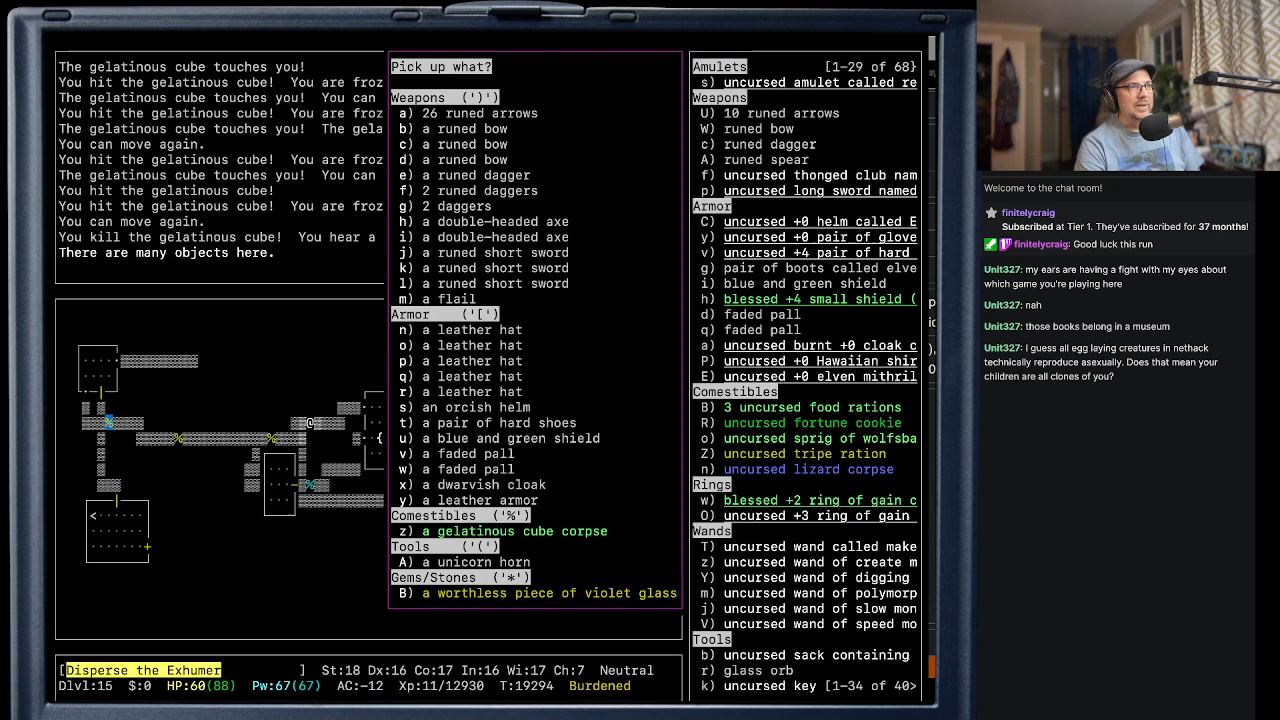 The gelatinous cube touches you!
You hit the gelatinous cube!  You are froz
The gelatinous cube touches you!  You can
You hit the gelatinous cube!  You are froz
The gelatinous cube touches you!  The gela
You can move again.
You hit the gelatinous cube!  You are froz
The gelatinous cube touches you!  You can
You hit the gelatinous cube!
You hit the gelatinous cube!  You are froz
You can move again.
You kill the gelatinous cube!  You hear a
There are many objects here.
Pick up what?
Weapons  (')')
a) 26 runed arrows
b) a runed bow
c) a runed bow
d) a runed bow
e) a runed dagger
f) 2 runed daggers
g) 2 daggers
h) a double-headed axe
i) a double-headed axe
j) a runed short sword
k) a runed short sword
l) a runed short sword
m) a flail
Armor  ('[')
n) a leather hat
o) a leather hat
p) a leather hat
q) a leather hat
r) a leather hat
s) an orcish helm
t) a pair of hard shoes
u) a blue and green shield
v) a faded pall
w) a faded pall
x) a dwarvish cloak
y) a leather armor
Comestibles  ('%')
z) a gelatinous cube corpse
Tools  ('(')
A) a unicorn horn
Gems/Stones  ('*')
B) a worthless piece of violet glass
Amulets [1-29 of 68}
s) uncursed amulet called re
Weapons
U) 10 runed arrows
W) runed bow
c) runed dagger
A) runed spear
f) uncursed thonged club nam
p) uncursed long sword named
Armor
C) uncursed +0 helm called E
y) uncursed +0 pair of glove
v) uncursed +4 pair of hard
g) pair of boots called elve
i) blue and green shield
h) blessed +4 small shield (
d) faded pall
q) faded pall
a) uncursed burnt +0 cloak c
P) uncursed +0 Hawaiian shir
E) uncursed +0 elven mithril
Comestibles
B) 3 uncursed food rations
R) uncursed fortune cookie
o) uncursed sprig of wolfsba
Z) uncursed tripe ration
n) uncursed lizard corpse
Rings
w) blessed +2 ring of gain c
O) uncursed +3 ring of gain
Wands
T) uncursed wand called make
z) uncursed wand of create m
Y) uncursed wand of digging
m) uncursed wand of polymorp
j) uncursed wand of slow mon
V) uncursed wand of speed mo
Tools
b) uncursed sack containing
r) glass orb
k) uncursed key [1-34 of 40>
[Disperse the Exhumer ] St:18 Dx:16 Co:17 In:16 Wi:17 Ch:7 Neutral
Dlvl:15 $:0 HP:60(88) Pw:67(67) AC:-12 Xp:11/12930 T:19294 Burdened
Welcome to the chat room!
finitelycraig
Subscribed at Tier 1. They've subscribed for 37 months!
finitelycraig: Good luck this run
Unit327: my ears are having a fight with my eyes about
which game you're playing here
Unit327: nah
Unit327: those books belong in a museum
Unit327: I guess all egg laying creatures in nethack
technically reproduce asexually. Does that mean your
children are all clones of you?